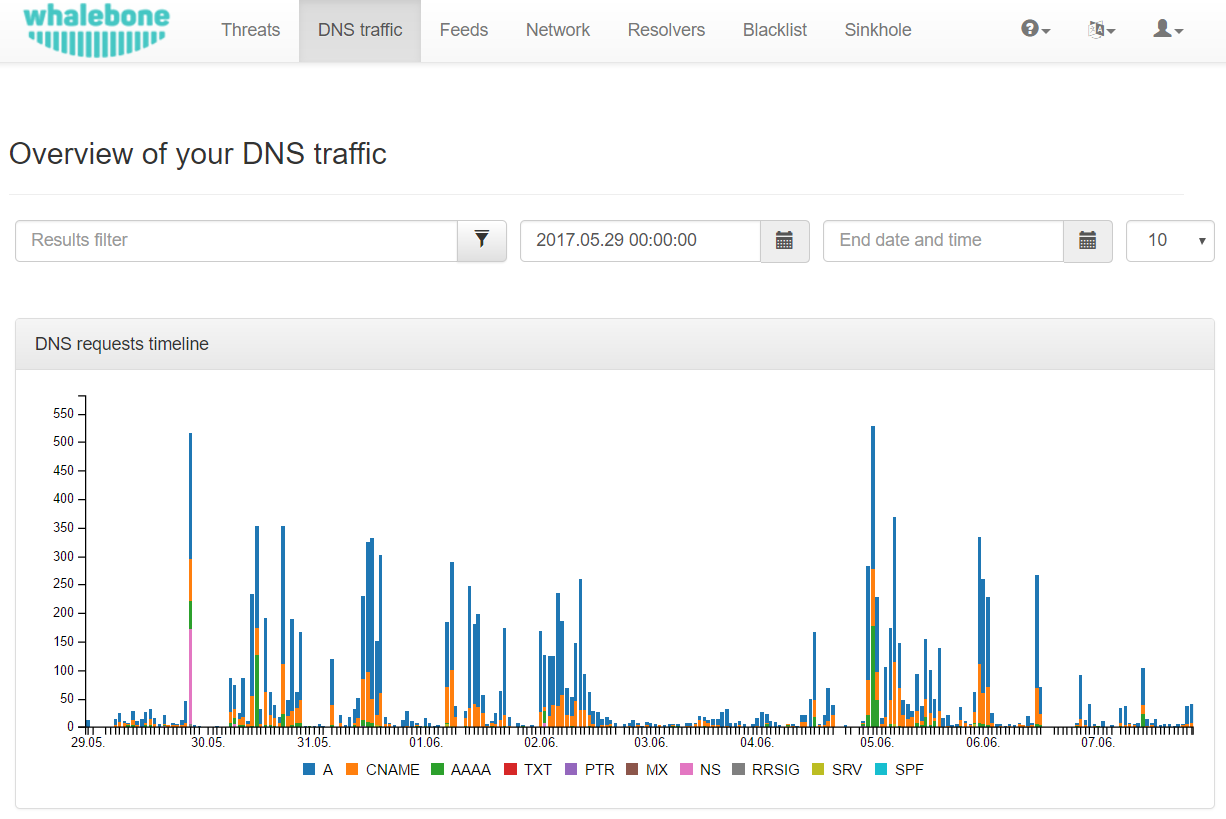 whalebone
Threats DNS traffic Feeds Network Resolvers Blacklist Sinkhole
Overview of your DNS traffic
Results filter 2017.05.29 00:00:00 End date and time 10
DNS requests timeline
550
500
450
400
350
300
250
200
150
100
50
0
29.05. 30.05. 31.05. 01.06. 02.06. 03.06. 04.06. 05.06. 06.06. 07.06.
A CNAME AAAA TXT PTR MX NS RRSIG SRV SPF